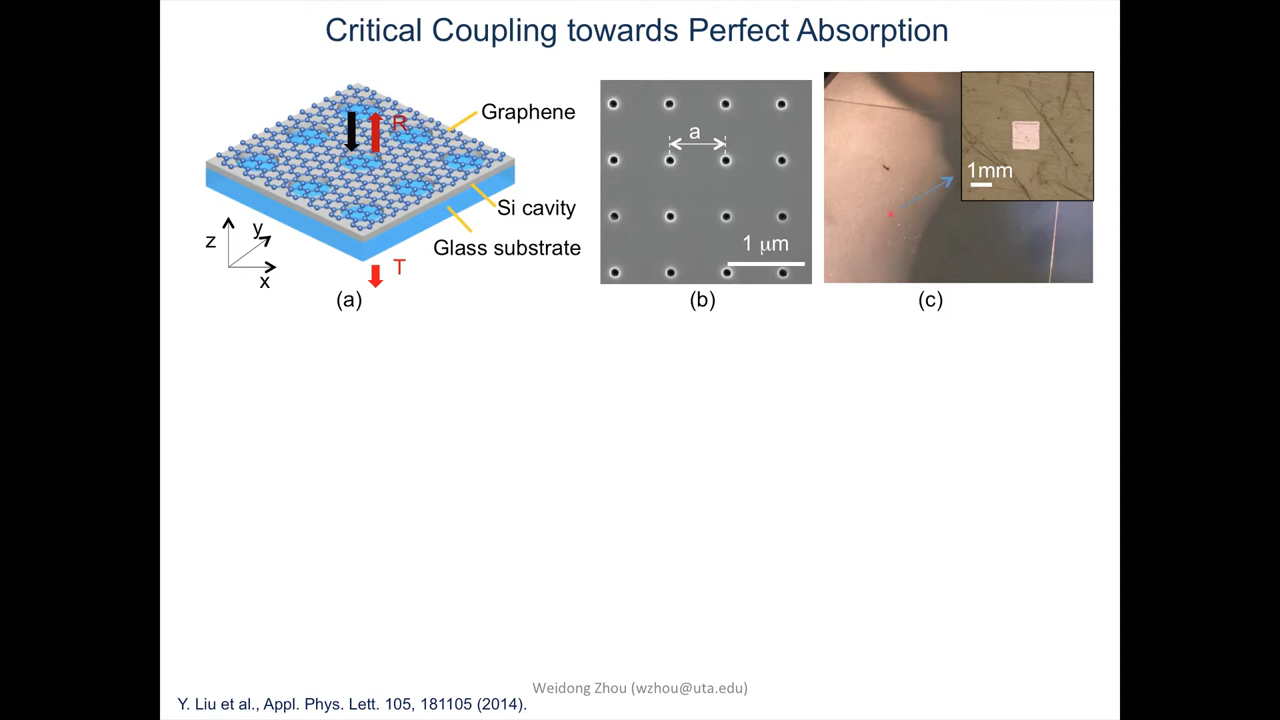 Critical Coupling towards Perfect Absorption
R
Graphene
Si cavity
Glass substrate
z
y
x
T
(a)
a
1 μm
(b)
1mm
(c)
Weidong Zhou (wzhou@uta.edu)
Y. Liu et al., Appl. Phys. Lett. 105, 181105 (2014).